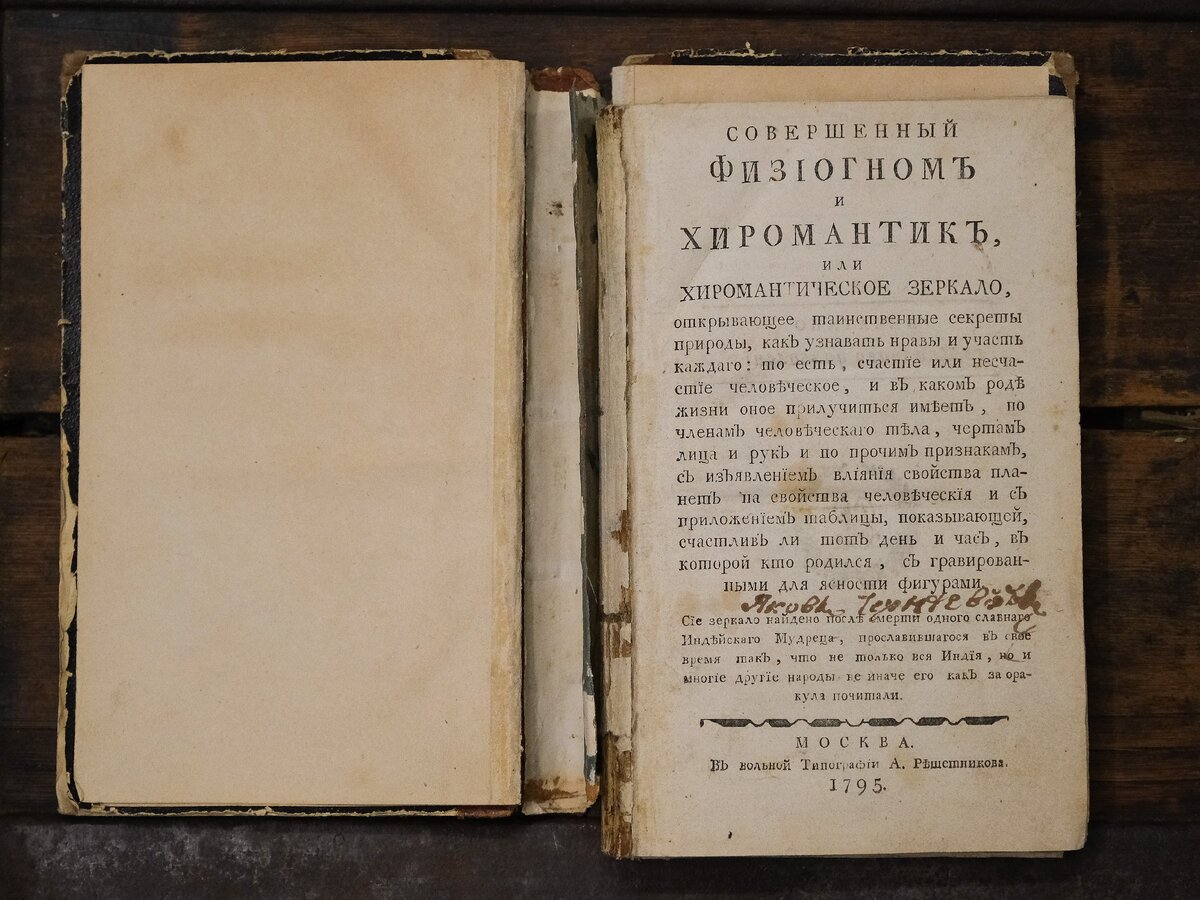 СОВЕРШЕННЫЙ
ФИЗІОГНОМЪ
И
ХИРОМАНТИКЪ,
ИЛИ
ХИРОМАНТИЧЕСКОЕ ЗЕРКАЛО,
открывающее таинственные секреты
природы, какъ узнавать нравы и участь
каждаго: то есть, счастіе или несча-
стіе человѣческое, и въ какомъ родѣ
жизни оное прилучиться имѣетъ, по
членамъ человѣческаго тѣла, чертамъ
лица и рукъ и по прочимъ признакамъ,
съ изъявленіемъ вліянія свойства пла-
нетъ на свойства человѣческія и съ
приложеніемъ таблицы, показывающей,
счастливъ ли тотъ день и часъ, въ
которой кто родился, съ гравирован-
ными для ясности фигурами.
Яковъ
Сіе зеркало найдено послѣ смерти одного славнаго
Индѣйскаго Мудреца, прославившагося въ свое
время такъ, что не только вся Индія, но и
многіе другіе народы не иначе его какъ за ора-
кула почитали.
МОСКВА.
Въ вольной Типографіи А. Рѣшетникова.
1795.